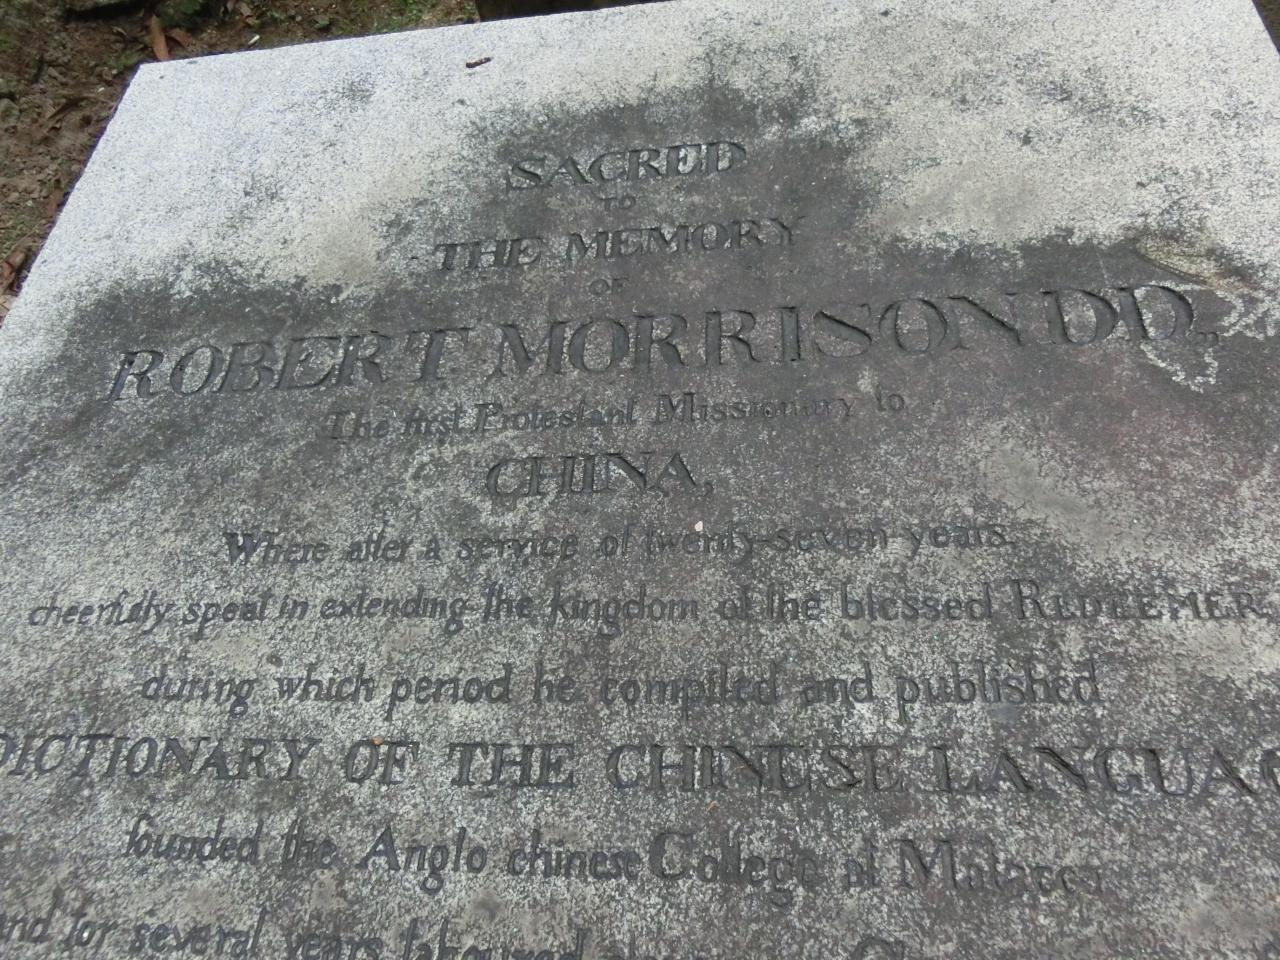 SACRED
TO
THE MEMORY
OF
ROBERT MORRISON DD.,
The first Protestant Missionary to
CHINA,
Where after a service of twenty-seven years,
cheerfully spent in extending the kingdom of the blessed REDEEMER
during which period he compiled and published
DICTIONARY OF THE CHINESE LANGUAG
founded the Anglo chinese College at Malacca
and for several years laboured